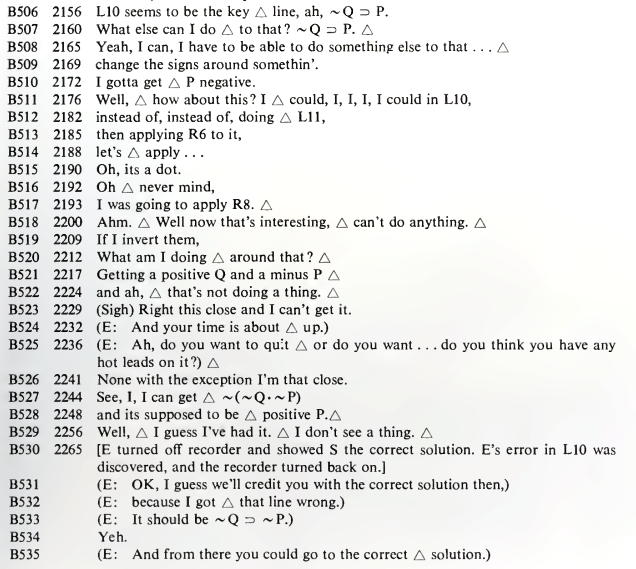 B506 2156 L10 seems to be the key △ line, ah, ~Q ⊃ P.
B507 2160 What else can I do △ to that? ~Q ⊃ P. △
B508 2165 Yeah, I can, I have to be able to do something else to that . . . △
B509 2169 change the signs around somethin'.
B510 2172 I gotta get △ P negative.
B511 2176 Well, △ how about this? I △ could, I, I, I, I could in L10,
B512 2182 instead of, instead of, doing △ L11,
B513 2185 then applying R6 to it,
B514 2188 let's △ apply . . .
B515 2190 Oh, its a dot.
B516 2192 Oh △ never mind,
B517 2193 I was going to apply R8. △
B518 2200 Ahm. △ Well now that's interesting, △ can't do anything. △
B519 2209 If I invert them,
B520 2212 What am I doing △ around that? △
B521 2217 Getting a positive Q and a minus P △
B522 2224 and ah, △ that's not doing a thing. △
B523 2229 (Sigh) Right this close and I can't get it.
B524 2232 (E: And your time is about △ up.)
B525 2236 (E: Ah, do you want to quit △ or do you want . . . do you think you have any
hot leads on it?) △
B526 2241 None with the exception I'm that close.
B527 2244 See, I, I can get △ ~(~Q·~P)
B528 2248 and its supposed to be △ positive P.△
B529 2256 Well, △ I guess I've had it. △ I don't see a thing. △
B530 2265 [E turned off recorder and showed S the correct solution. E's error in L10 was
discovered, and the recorder turned back on.]
B531 (E: OK, I guess we'll credit you with the correct solution then,)
B532 (E: because I got △ that line wrong.)
B533 (E: It should be ~Q ⊃ ~P.)
B534 Yeh.
B535 (E: And from there you could go to the correct △ solution.)